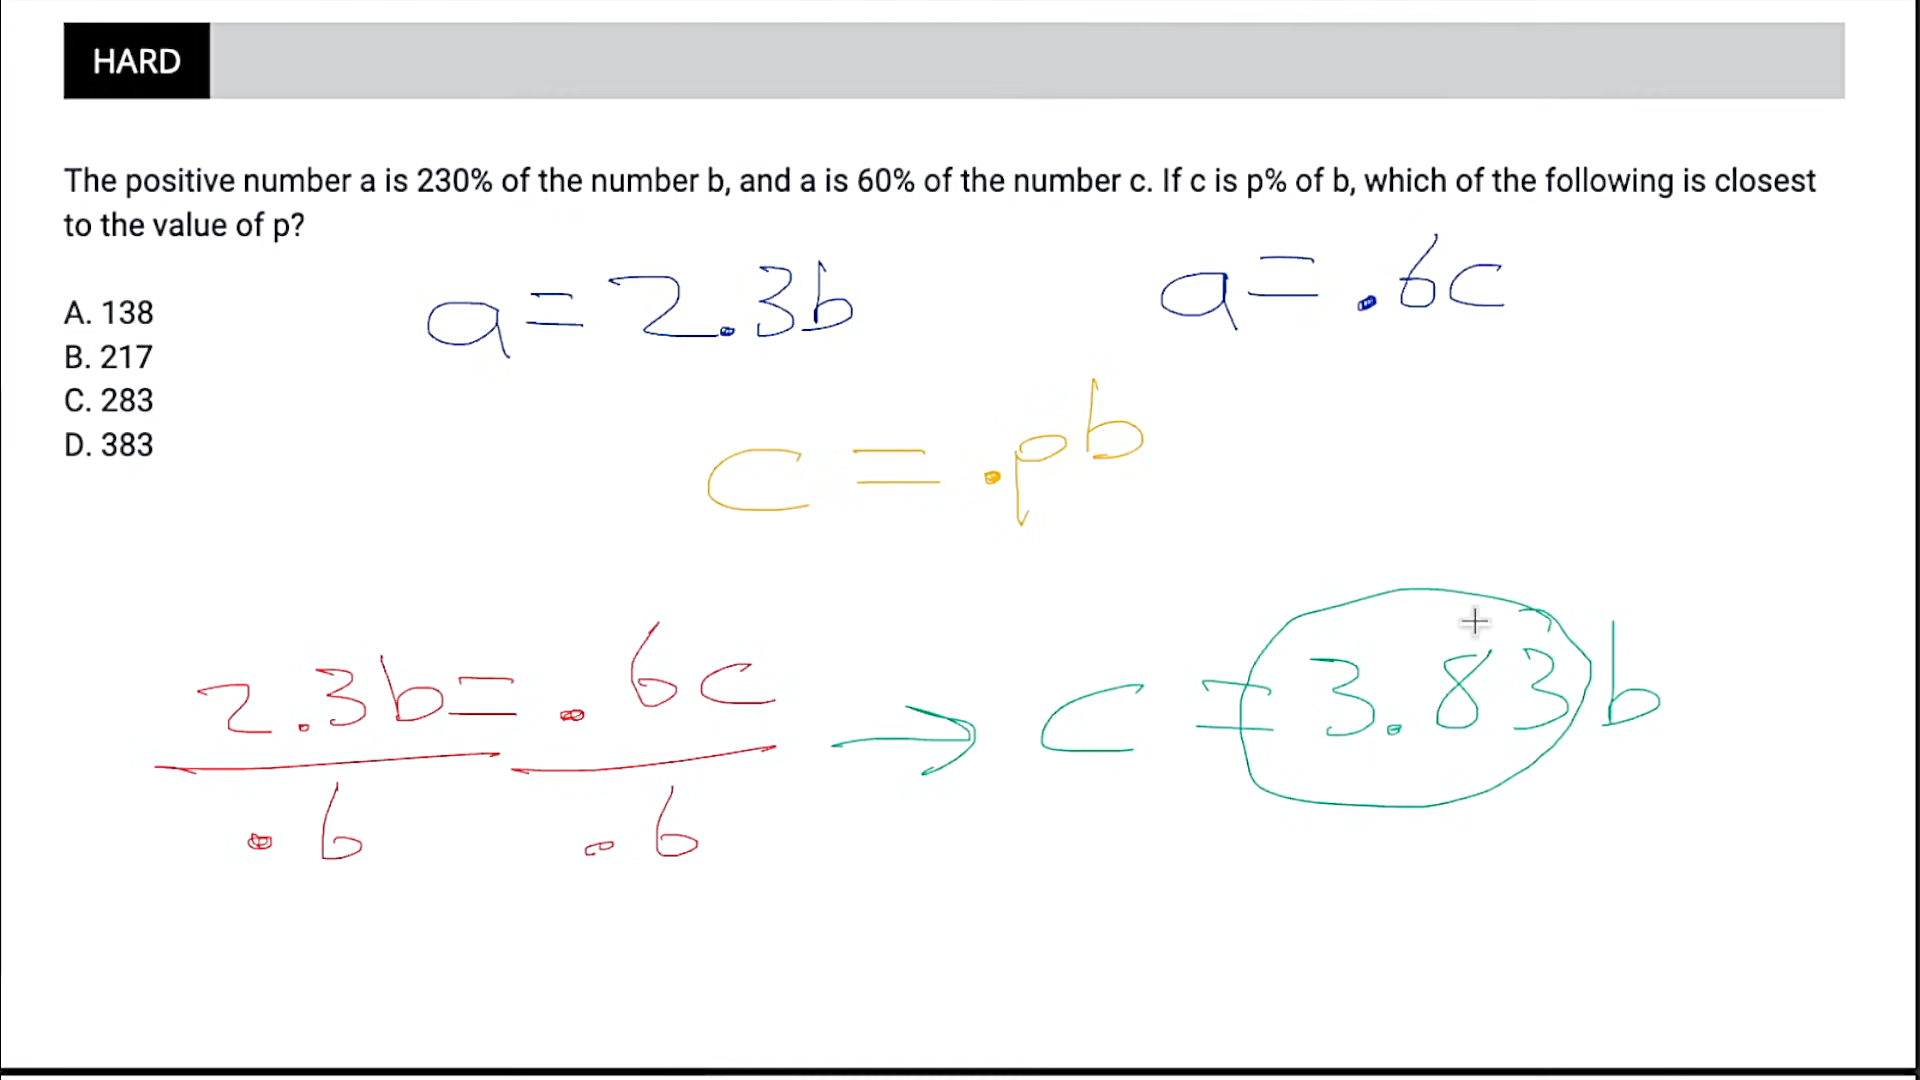 HARD
The positive number a is 230% of the number b, and a is 60% of the number c. If c is p% of b, which of the following is closest
to the value of p?
A. 138
B. 217
C. 283
D. 383
a = 2.3b
a = .6c
c = .pb
2.3b = .6c
.6 .6
→ c = 3.83b